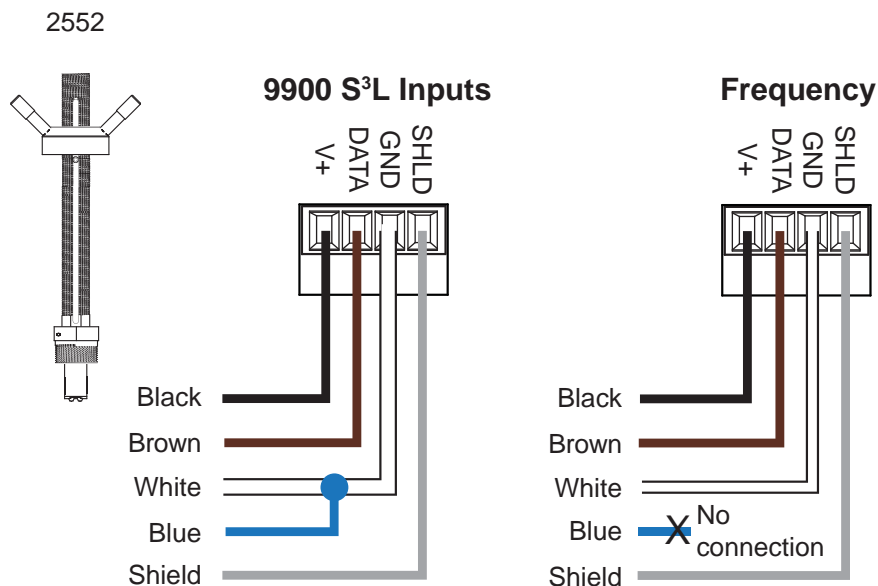 2552
9900 S³L Inputs
V+
DATA
GND
SHLD
Black
Brown
White
Blue
Shield
Frequency
V+
DATA
GND
SHLD
Black
Brown
White
Blue
X No
connection
Shield